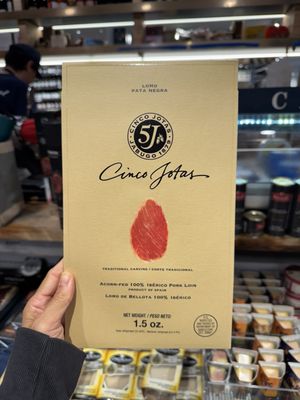 LOMO
PATA NEGRA
CINCO JOTAS
5J
JABUGO 1879
Cinco Jotas
TRADITIONAL CARVING / CORTE TRADICIONAL
ACORN-FED 100% IBÉRICO PORK LOIN
PRODUCT OF SPAIN
LOMO DE BELLOTA 100% IBÉRICO
NET WEIGHT / PESO NETO
1.5 oz.
C